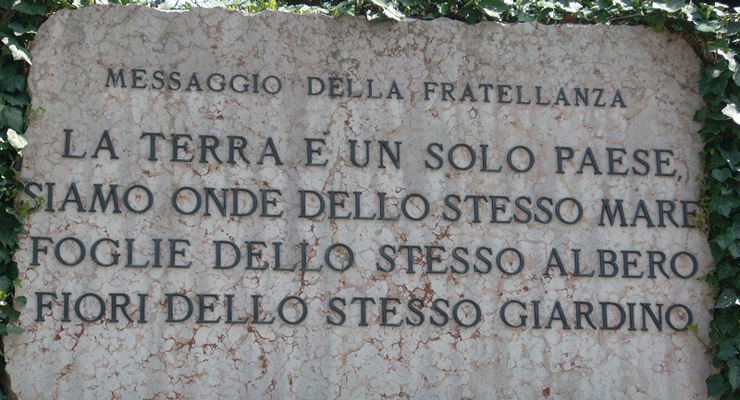 MESSAGGIO DELLA FRATELLANZA
LA TERRA È UN SOLO PAESE,
SIAMO ONDE DELLO STESSO MARE
FOGLIE DELLO STESSO ALBERO
FIORI DELLO STESSO GIARDINO